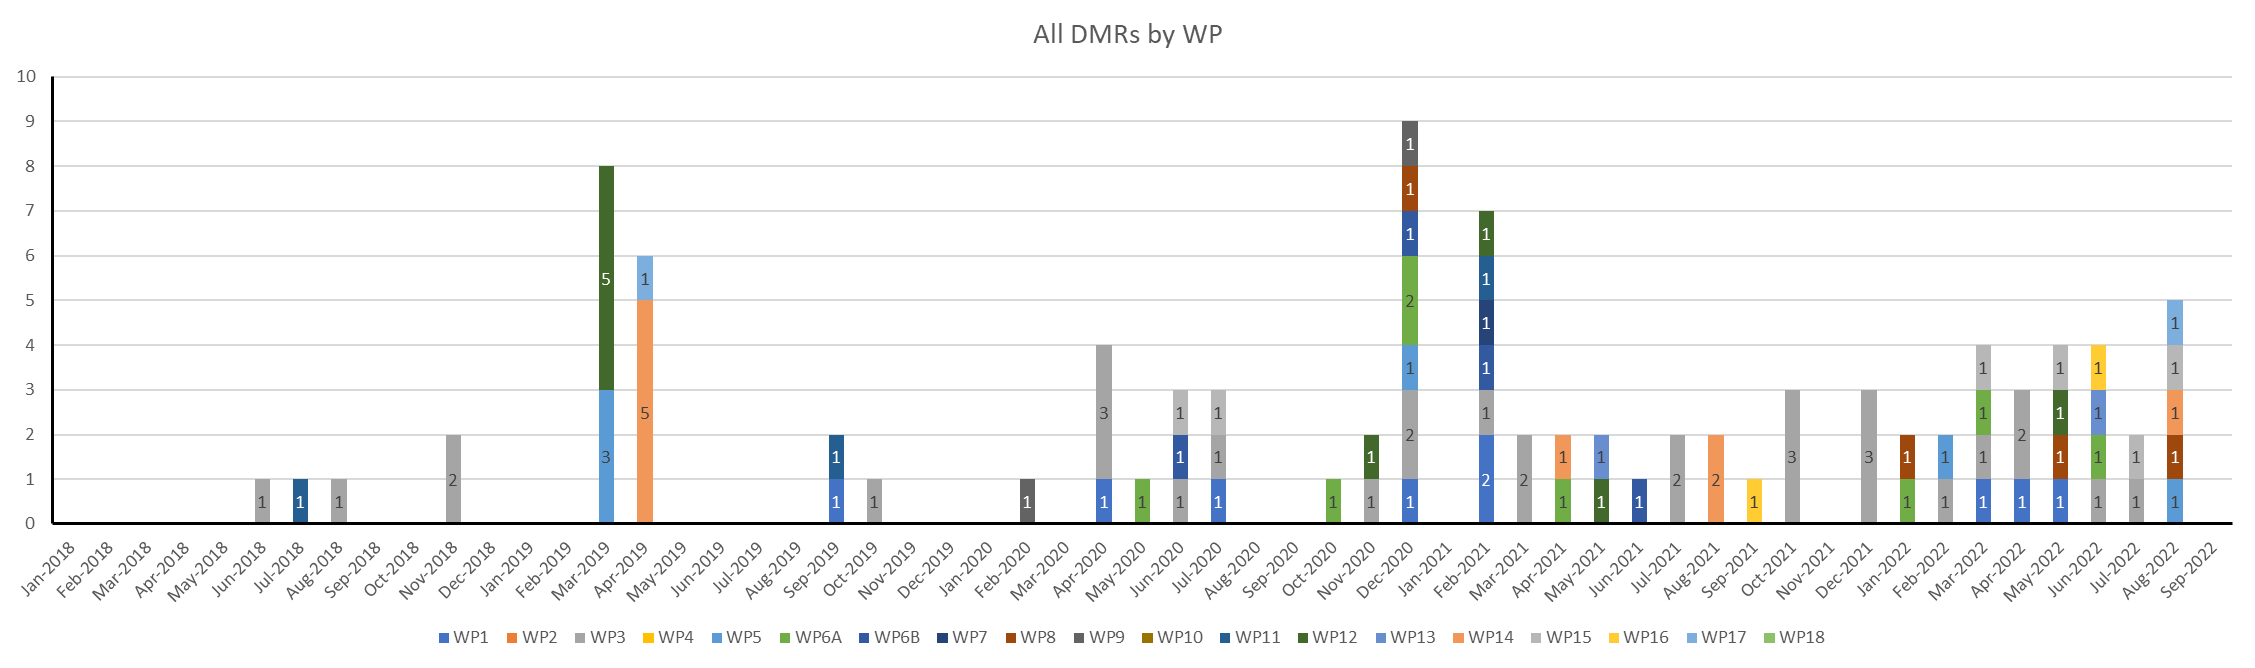 All DMRs by WP
10
9 1
8 1
7 1 1
6 1 1
5 5 1 2 1 1
4 1 1 1 1 1 1
3 5 3 1 1 2 1 3 3 2 1 1 1
2 2 3 1 1 1 1 2 2 1 1 2 2 1 1 1 1 1 1 1
1 1 1 1 1 1 1 1 1 1 1 1 1 1 1 1 1 1 1 1 1 1 1 1 1
0
Jan-2018 Feb-2018 Mar-2018 Apr-2018 May-2018 Jun-2018 Jul-2018 Aug-2018 Sep-2018 Oct-2018 Nov-2018 Dec-2018 Jan-2019 Feb-2019 Mar-2019 Apr-2019 May-2019 Jun-2019 Jul-2019 Aug-2019 Sep-2019 Oct-2019 Nov-2019 Dec-2019 Jan-2020 Feb-2020 Mar-2020 Apr-2020 May-2020 Jun-2020 Jul-2020 Aug-2020 Sep-2020 Oct-2020 Nov-2020 Dec-2020 Jan-2021 Feb-2021 Mar-2021 Apr-2021 May-2021 Jun-2021 Jul-2021 Aug-2021 Sep-2021 Oct-2021 Nov-2021 Dec-2021 Jan-2022 Feb-2022 Mar-2022 Apr-2022 May-2022 Jun-2022 Jul-2022 Aug-2022 Sep-2022
WP1 WP2 WP3 WP4 WP5 WP6A WP6B WP7 WP8 WP9 WP10 WP11 WP12 WP13 WP14 WP15 WP16 WP17 WP18